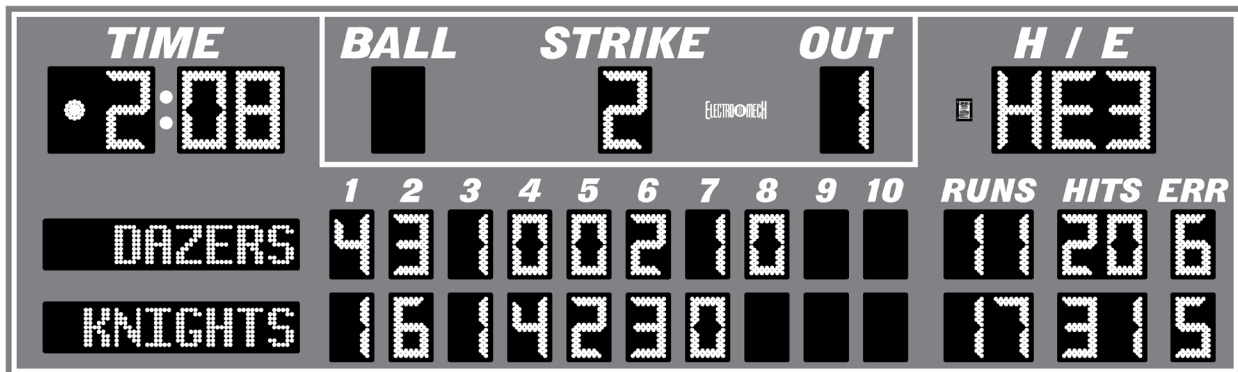 TIME BALL STRIKE OUT H / E
2:08 2 ElectroMech 1 HE3
1 2 3 4 5 6 7 8 9 10 RUNS HITS ERR
DAZERS 4 3 1 0 0 2 1 0 11 20 6
KNIGHTS 1 6 1 4 2 3 0 17 31 5